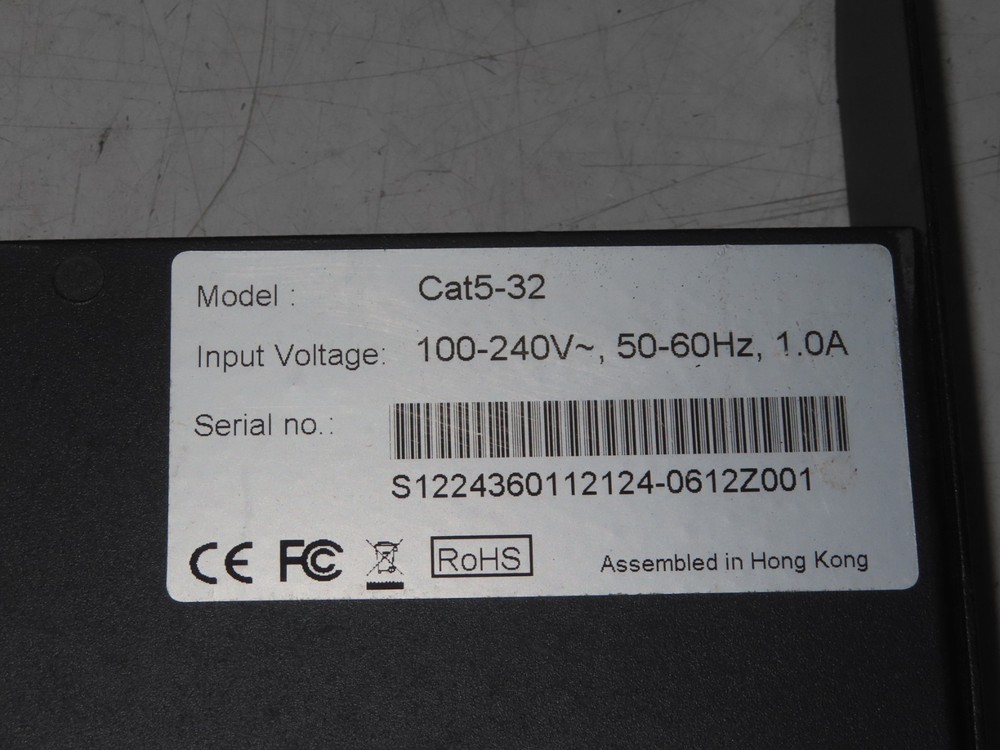 Model : Cat5-32
Input Voltage: 100-240V~, 50-60Hz, 1.0A
Serial no.:
S1224360112124-0612Z001
CE FC RoHS Assembled in Hong Kong